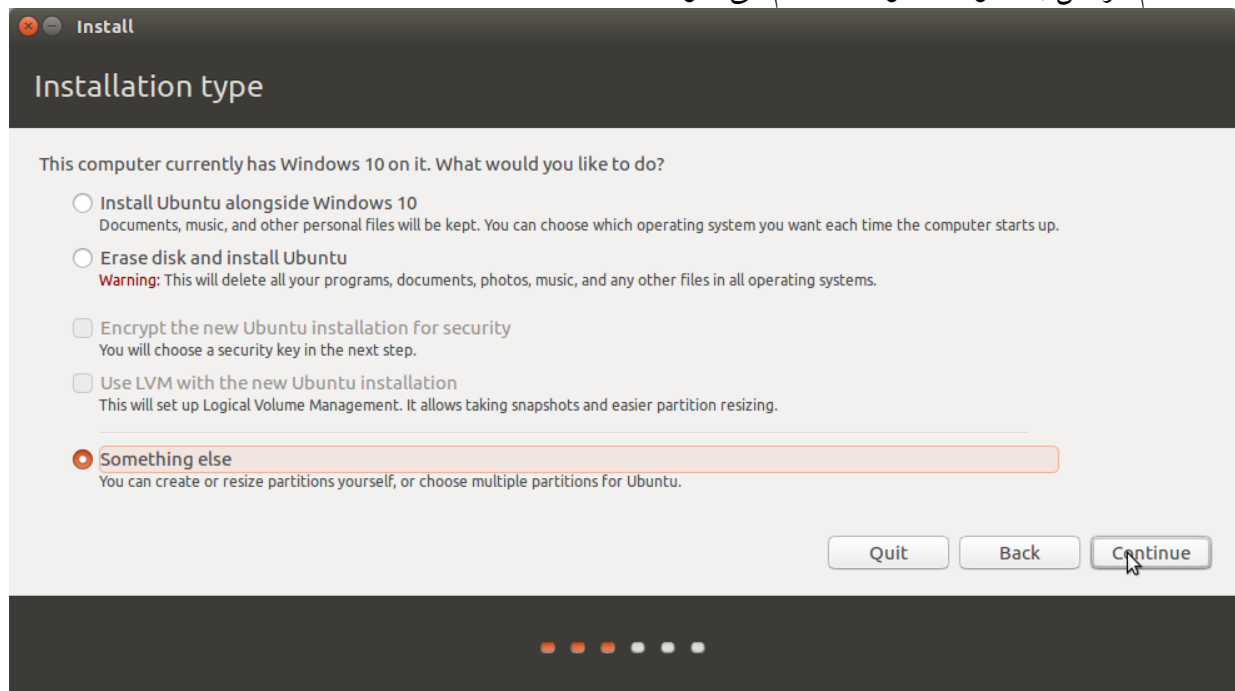 Install
Installation type
This computer currently has Windows 10 on it. What would you like to do?
Install Ubuntu alongside Windows 10
Documents, music, and other personal files will be kept. You can choose which operating system you want each time the computer starts up.
Erase disk and install Ubuntu
Warning: This will delete all your programs, documents, photos, music, and any other files in all operating systems.
Encrypt the new Ubuntu installation for security
You will choose a security key in the next step.
Use LVM with the new Ubuntu installation
This will set up Logical Volume Management. It allows taking snapshots and easier partition resizing.
Something else
You can create or resize partitions yourself, or choose multiple partitions for Ubuntu.
Quit Back Continue